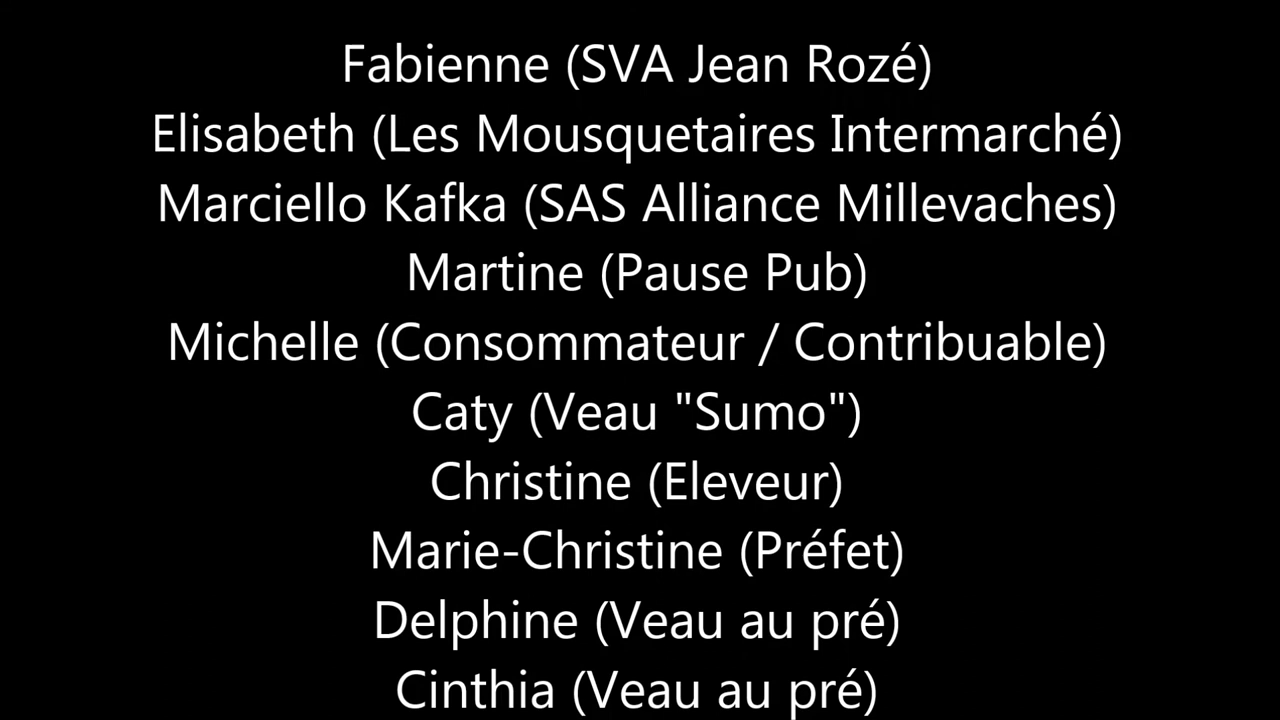 Fabienne (SVA Jean Rozé)
Elisabeth (Les Mousquetaires Intermarché)
Marciello Kafka (SAS Alliance Millevaches)
Martine (Pause Pub)
Michelle (Consommateur / Contribuable)
Caty (Veau "Sumo")
Christine (Eleveur)
Marie-Christine (Préfet)
Delphine (Veau au pré)
Cinthia (Veau au pré)